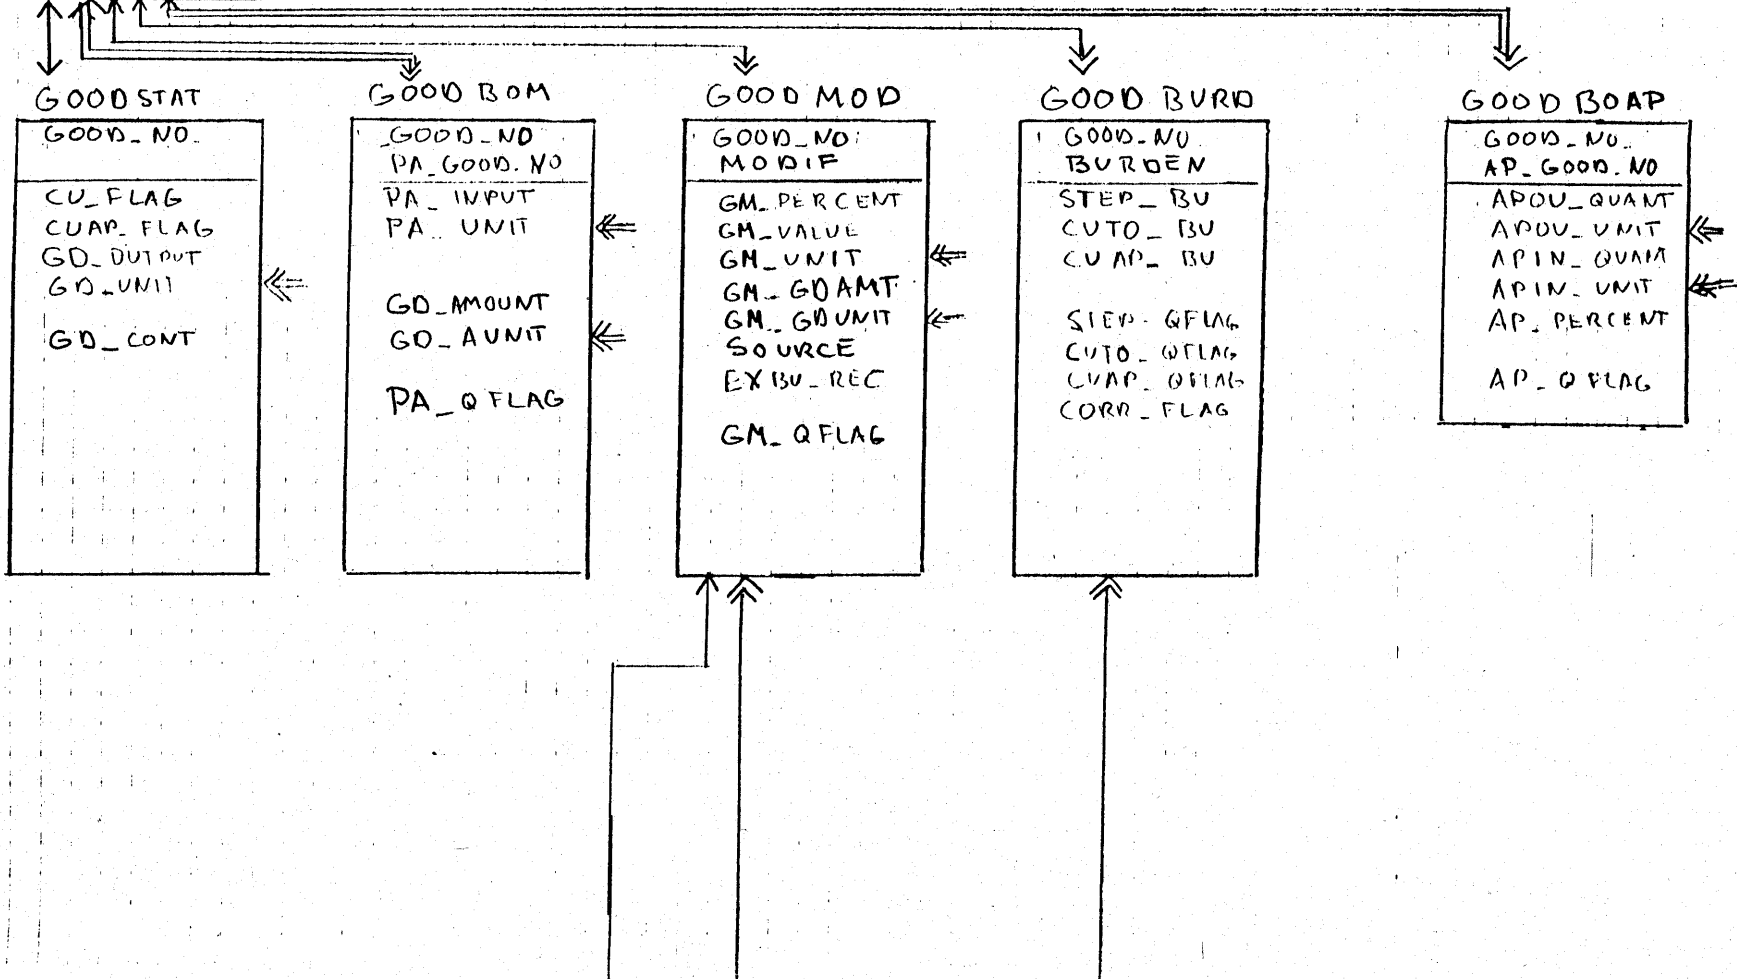 GOODSTAT
GOOD_NO.
CU_FLAG
CUAP_FLAG
GD_OUTPUT
GD_UNIT
GD_CONT
GOOD BOM
GOOD_NO
PA_GOOD.NO
PA_INPUT
PA_UNIT
GD_AMOUNT
GD_AUNIT
PA_QFLAG
GOOD MOD
GOOD_NO
MODIF
GM_PERCENT
GM_VALUE
GM_UNIT
GM_GDAMT
GM_GDUNIT
SOURCE
EXBU_REC
GM_QFLAG
GOOD BURD
GOOD_NO
BURDEN
STEP_BU
CUTO_BU
CUAP_BU
STEP_QFLAG
CUTO_QFLAG
CUAP_QFLAG
CORR_FLAG
GOOD BOAP
GOOD_NO.
AP_GOOD.NO
APOU_QUANT
APOU_UNIT
APIN_QUANT
APIN_UNIT
AP_PERCENT
AP_QFLAG